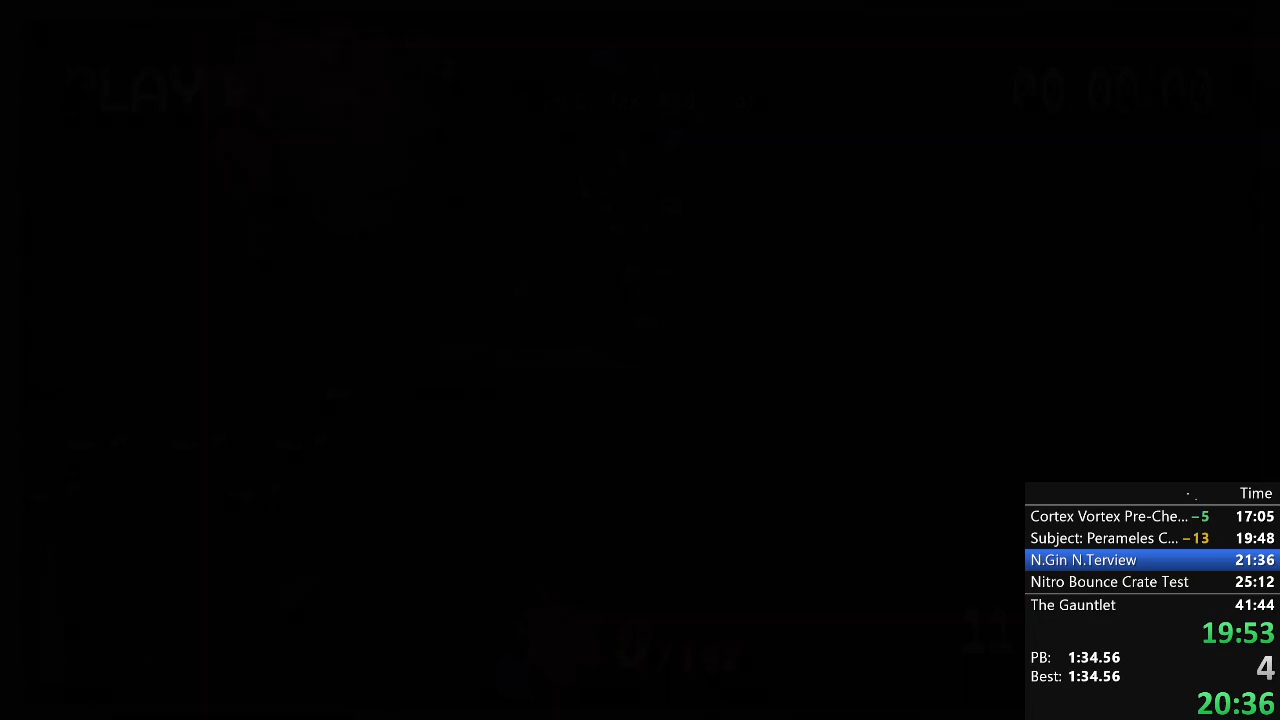 PLAY
Time
Cortex Vortex Pre-Che... −5 17:05
Subject: Perameles C... −13 19:48
N.Gin N.Terview 21:36
Nitro Bounce Crate Test 25:12
The Gauntlet 41:44
19:53
PB: 1:34.56
4
Best: 1:34.56
20:36